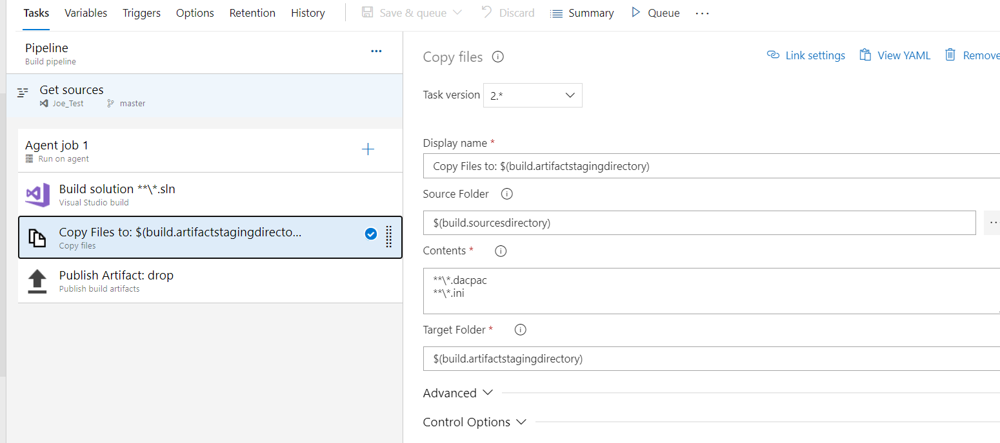 Tasks Variables Triggers Options Retention History Save & queue Discard Summary Queue ...
Pipeline ...
Build pipeline
Get sources
Joe_Test master
Agent job 1
Run on agent
Build solution **\*.sln
Visual Studio build
Copy Files to: $(build.artifactstagingdirecto...
Copy files
Publish Artifact: drop
Publish build artifacts
Copy files Link settings View YAML Remove
Task version 2.*
Display name *
Copy Files to: $(build.artifactstagingdirectory)
Source Folder
$(build.sourcesdirectory)
Contents *
**\*.dacpac
**\*.ini
Target Folder *
$(build.artifactstagingdirectory)
Advanced
Control Options